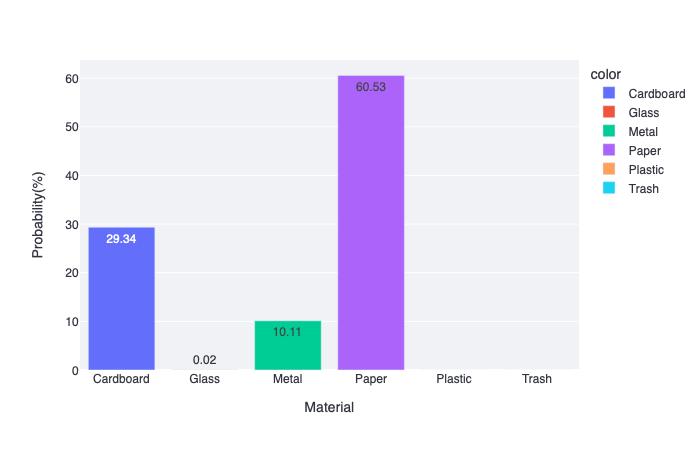 color
Cardboard
Glass
Metal
Paper
Plastic
Trash
Probability(%)
60
50
40
30
20
10
0
29.34
0.02
10.11
60.53
Cardboard Glass Metal Paper Plastic Trash
Material